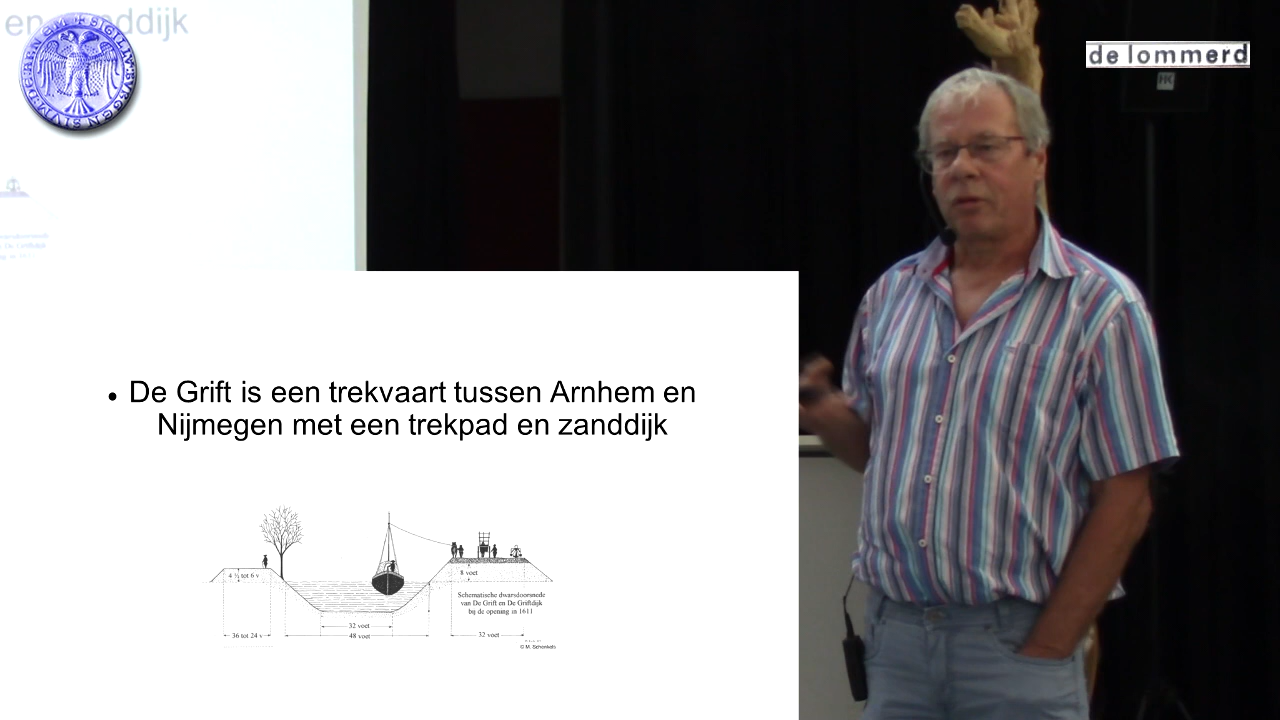 en zanddijk
de lommerd
HK
• De Grift is een trekvaart tussen Arnhem en
Nijmegen met een trekpad en zanddijk
4 ½ tot 6 v
8 voet
Schematische dwarsdoorsnede
van De Grift en De Griftdijk
bij de opening in 1611
32 voet
36 tot 24 v
48 voet
32 voet
© M. Schonkels